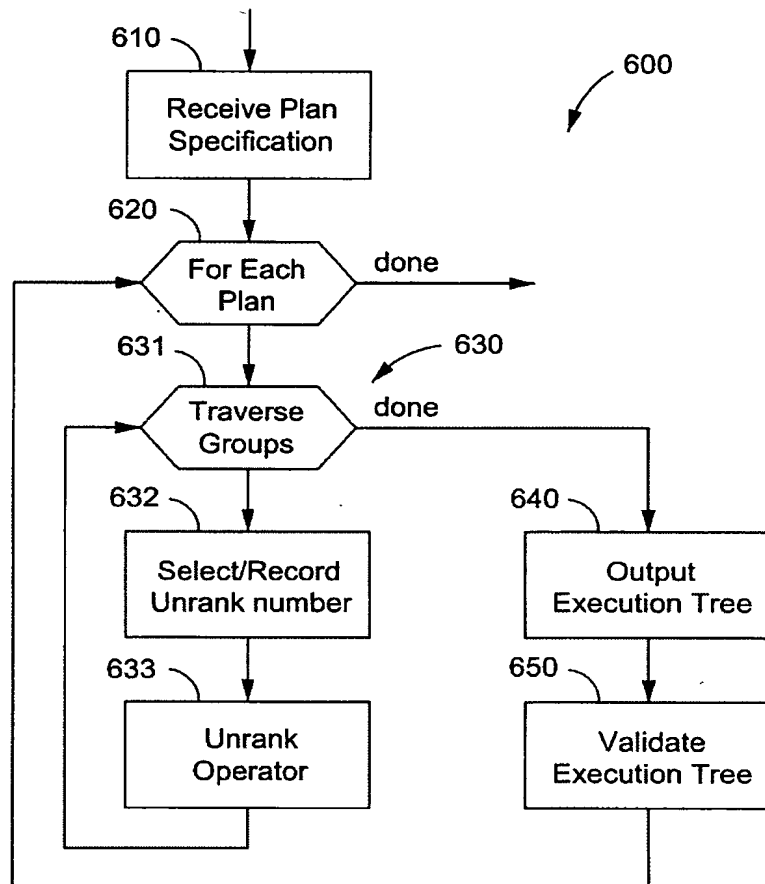 610
600
Receive Plan
Specification
620
For Each
Plan
done
631
630
Traverse
Groups
done
632
640
Select/Record
Unrank number
Output
Execution Tree
633
650
Unrank
Operator
Validate
Execution Tree